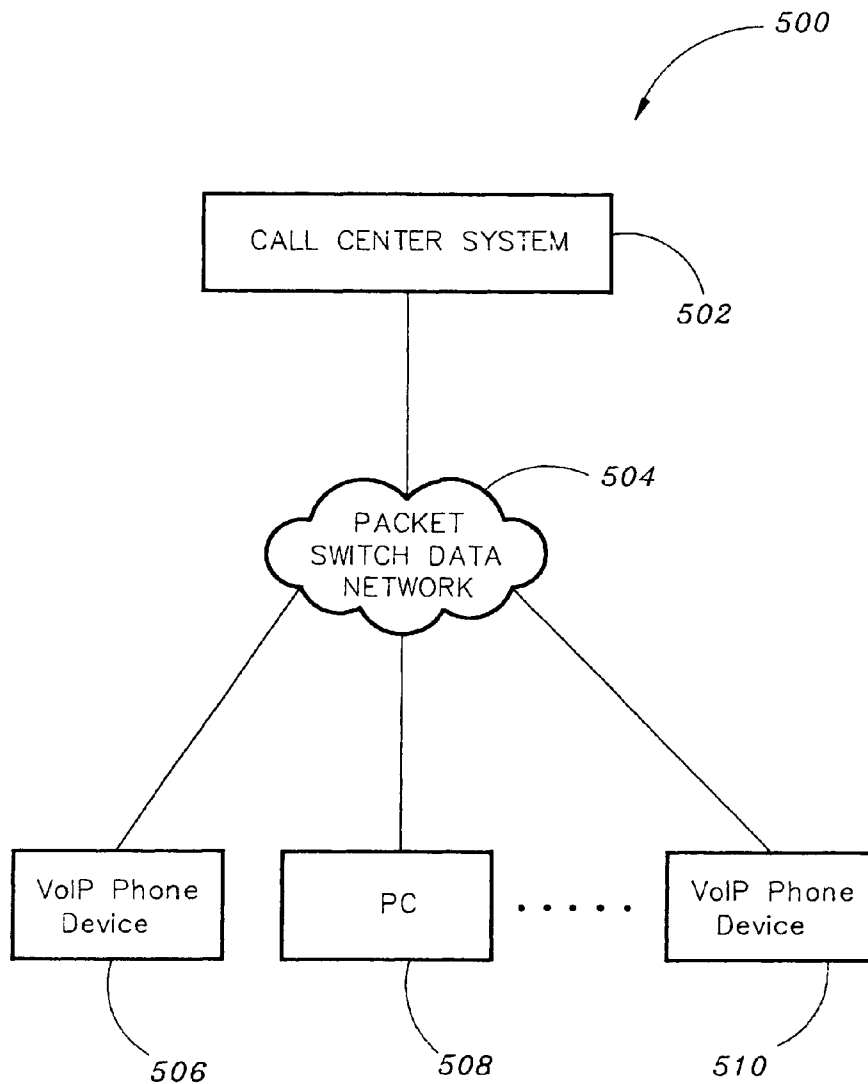 500
CALL CENTER SYSTEM
502
504
PACKET
SWITCH DATA
NETWORK
VoIP Phone
Device
PC
VoIP Phone
Device
506
508
510